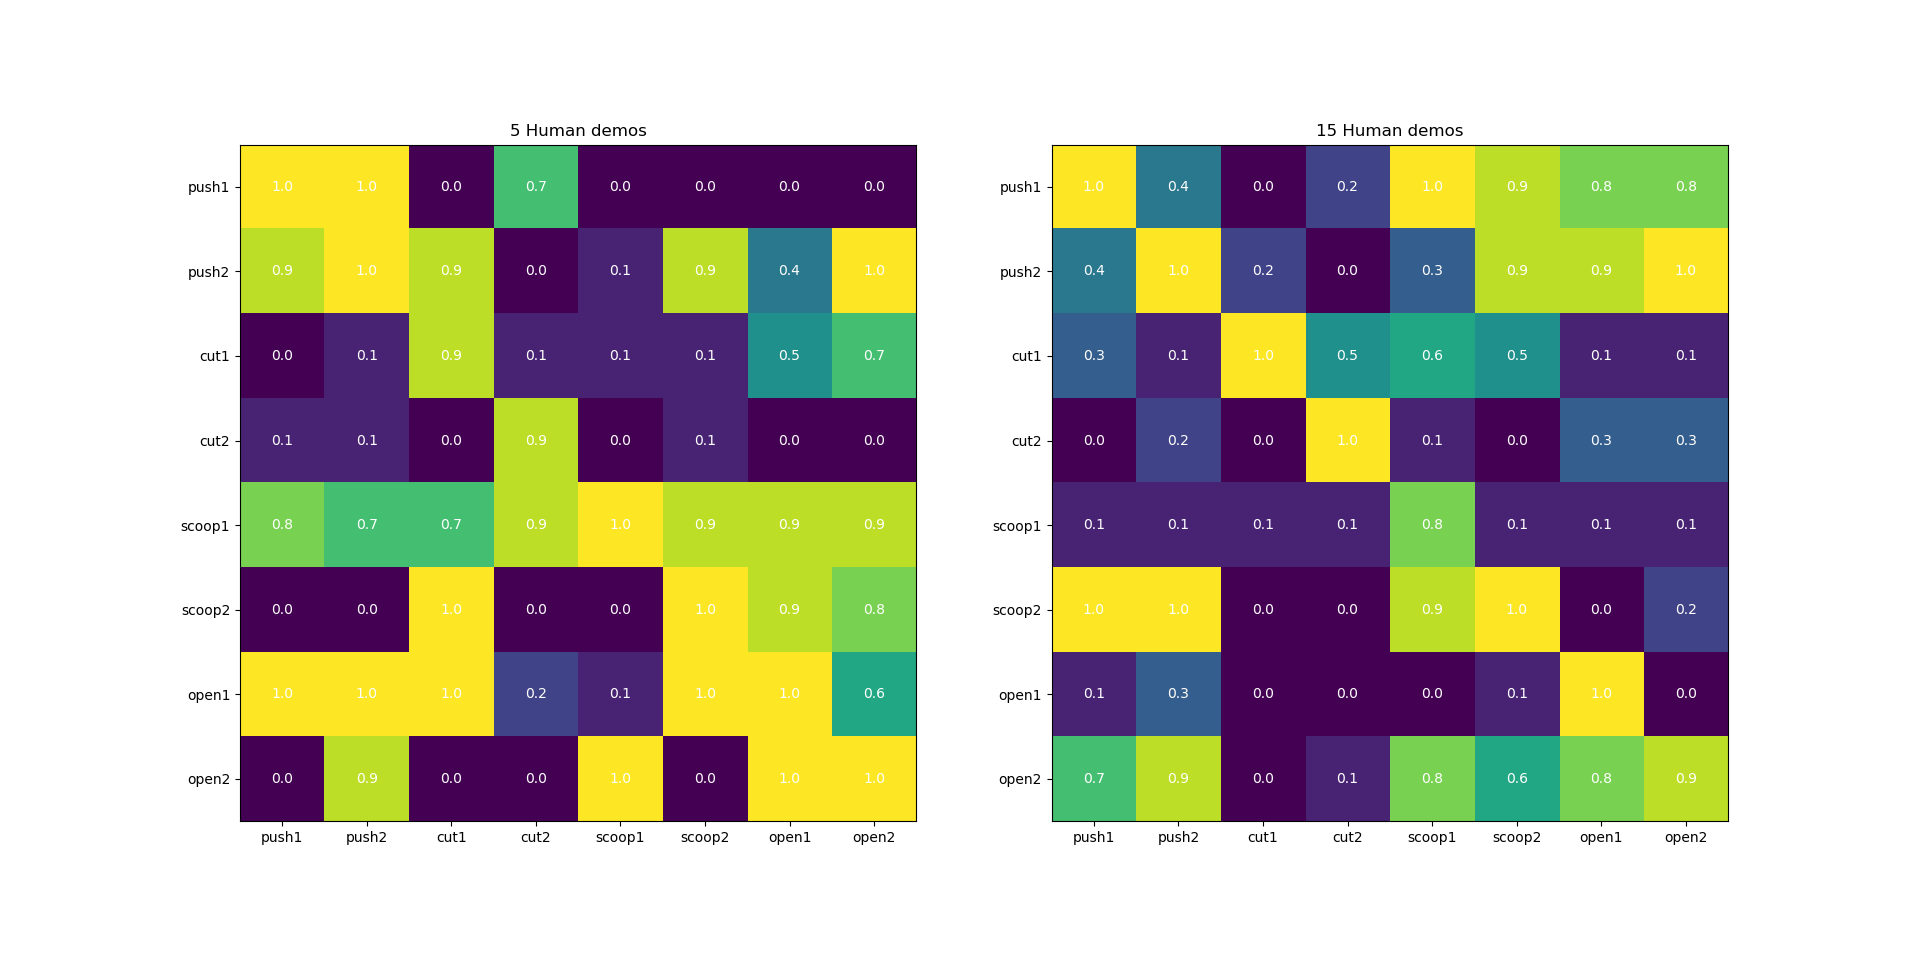 5 Human demos
push1 1.0 1.0 0.0 0.7 0.0 0.0 0.0 0.0
push2 0.9 1.0 0.9 0.0 0.1 0.9 0.4 1.0
cut1 0.0 0.1 0.9 0.1 0.1 0.1 0.5 0.7
cut2 0.1 0.1 0.0 0.9 0.0 0.1 0.0 0.0
scoop1 0.8 0.7 0.7 0.9 1.0 0.9 0.9 0.9
scoop2 0.0 0.0 1.0 0.0 0.0 1.0 0.9 0.8
open1 1.0 1.0 1.0 0.2 0.1 1.0 1.0 0.6
open2 0.0 0.9 0.0 0.0 1.0 0.0 1.0 1.0
push1 push2 cut1 cut2 scoop1 scoop2 open1 open2
15 Human demos
push1 1.0 0.4 0.0 0.2 1.0 0.9 0.8 0.8
push2 0.4 1.0 0.2 0.0 0.3 0.9 0.9 1.0
cut1 0.3 0.1 1.0 0.5 0.6 0.5 0.1 0.1
cut2 0.0 0.2 0.0 1.0 0.1 0.0 0.3 0.3
scoop1 0.1 0.1 0.1 0.1 0.8 0.1 0.1 0.1
scoop2 1.0 1.0 0.0 0.0 0.9 1.0 0.0 0.2
open1 0.1 0.3 0.0 0.0 0.0 0.1 1.0 0.0
open2 0.7 0.9 0.0 0.1 0.8 0.6 0.8 0.9
push1 push2 cut1 cut2 scoop1 scoop2 open1 open2